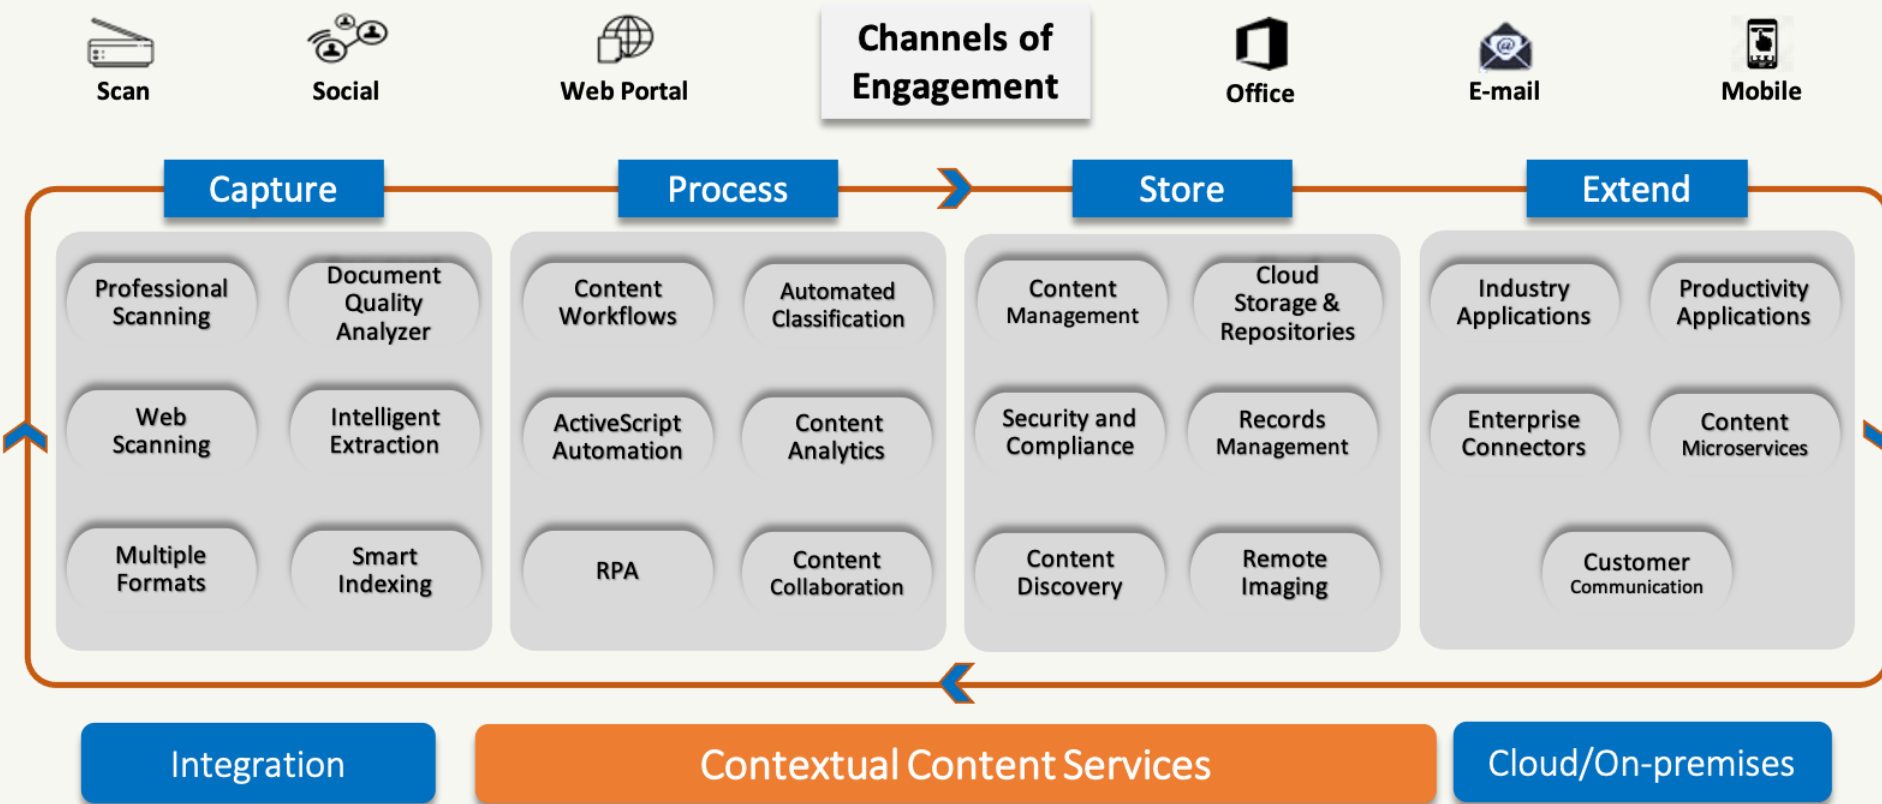 Channels of
Engagement
Scan
Social
Web Portal
Office
E-mail
Mobile
Capture
Process
Store
Extend
Professional
Scanning
Document
Quality
Analyzer
Web
Scanning
Intelligent
Extraction
Multiple
Formats
Smart
Indexing
Content
Workflows
Automated
Classification
ActiveScript
Automation
Content
Analytics
RPA
Content
Collaboration
Content
Management
Cloud
Storage &
Repositories
Security and
Compliance
Records
Management
Content
Discovery
Remote
Imaging
Industry
Applications
Productivity
Applications
Enterprise
Connectors
Content
Microservices
Customer
Communication
Integration
Contextual Content Services
Cloud/On-premises